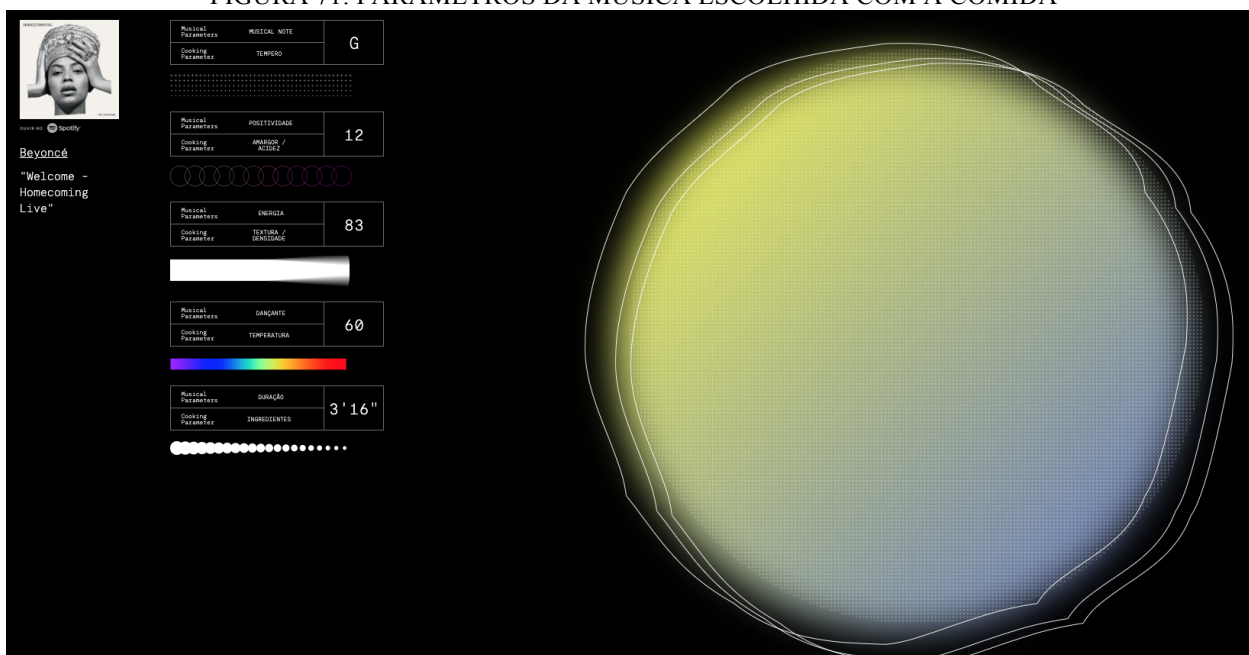 FIGURA 71: PARÂMETROS DA MÚSICA ESCOLHIDA COM A COMIDA
OUVIR NO Spotify
Beyoncé
"Welcome -
Homecoming
Live"
Musical
Parameters
MUSICAL NOTE
Cooking
Parameter
TEMPERO
G
Musical
Parameters
POSITIVIDADE
Cooking
Parameter
AMARGOR /
ACIDEZ
12
Musical
Parameters
ENERGIA
Cooking
Parameter
TEXTURA /
DENSIDADE
83
Musical
Parameters
DANÇANTE
Cooking
Parameter
TEMPERATURA
60
Musical
Parameters
DURAÇÃO
Cooking
Parameter
INGREDIENTES
3'16"